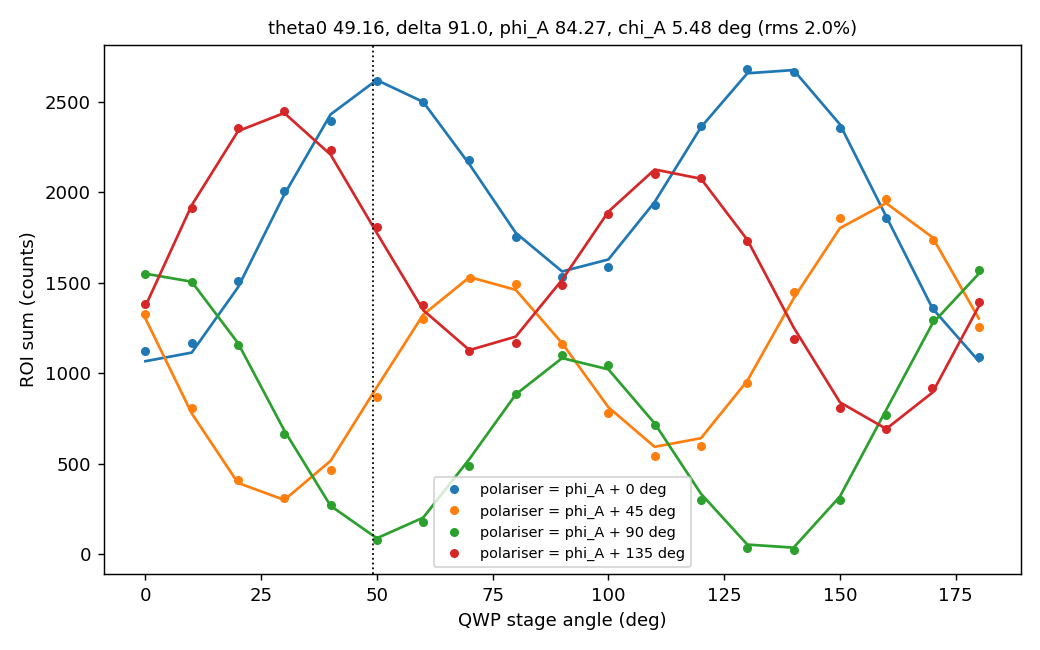 theta0 49.16, delta 91.0, phi_A 84.27, chi_A 5.48 deg (rms 2.0%)
ROI sum (counts)
2500
2000
1500
1000
500
0
polariser = phi_A + 0 deg
polariser = phi_A + 45 deg
polariser = phi_A + 90 deg
polariser = phi_A + 135 deg
0 25 50 75 100 125 150 175
QWP stage angle (deg)